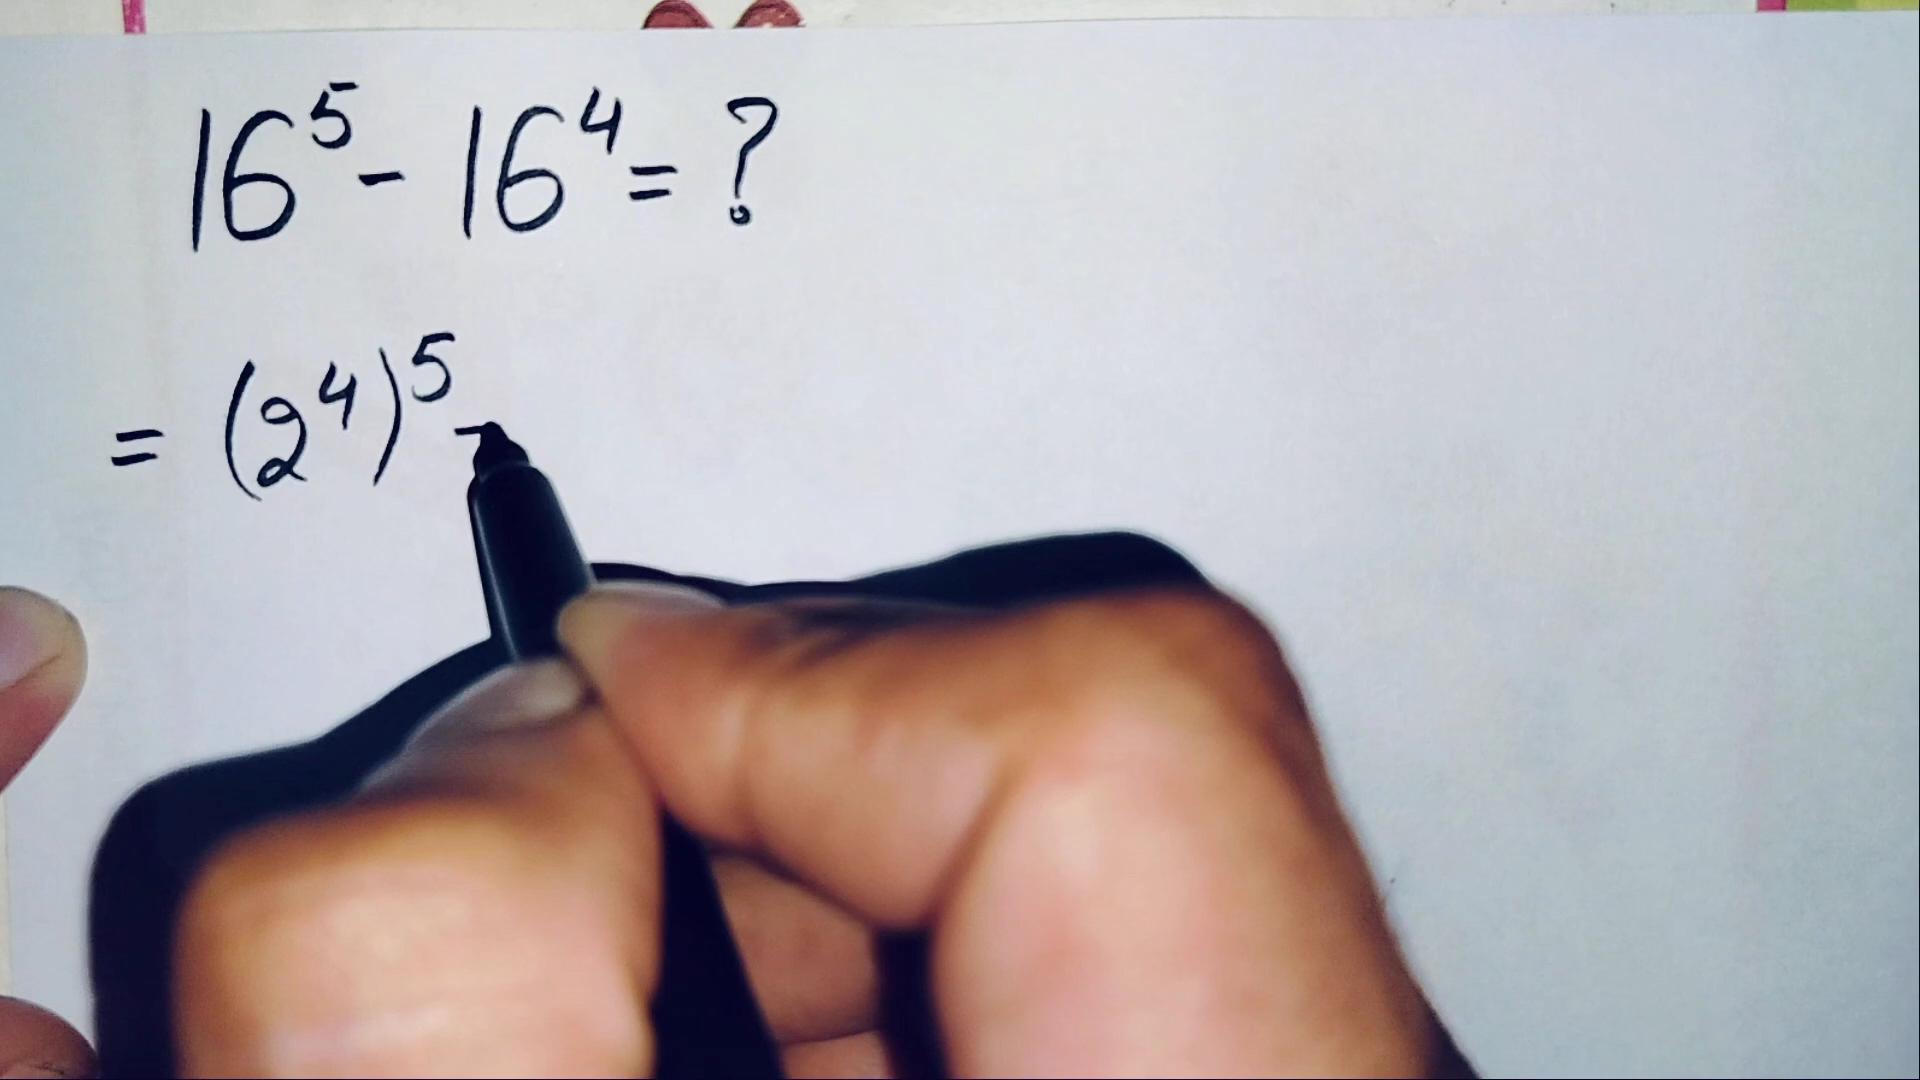 16⁵ - 16⁴ = ?
= (2⁴)⁵ -